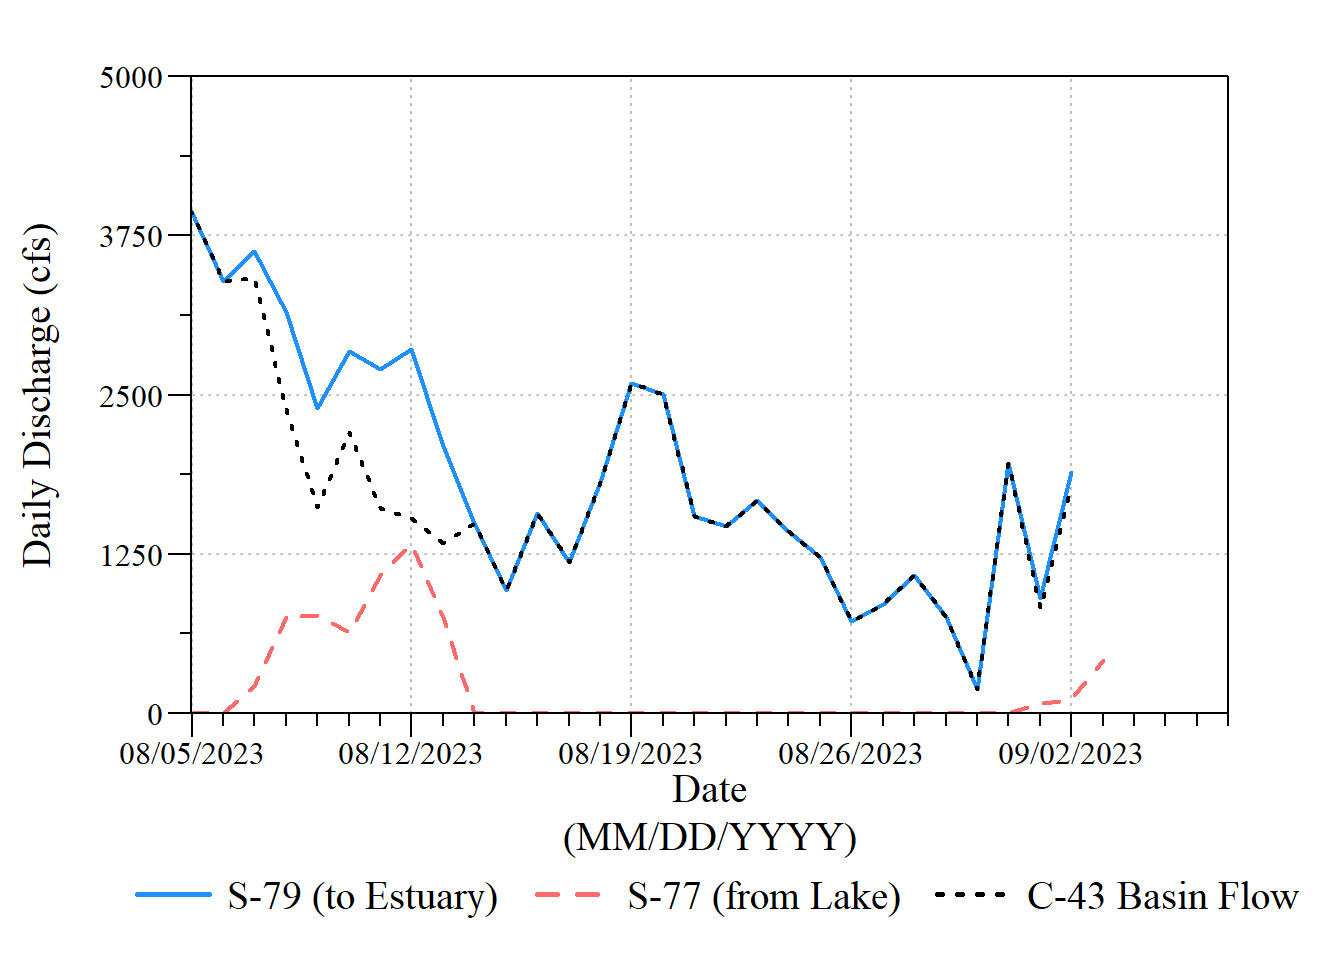 5000
3750
2500
1250
0
Daily Discharge (cfs)
08/05/2023 08/12/2023 08/19/2023 08/26/2023 09/02/2023
Date
(MM/DD/YYYY)
S-79 (to Estuary) S-77 (from Lake) C-43 Basin Flow